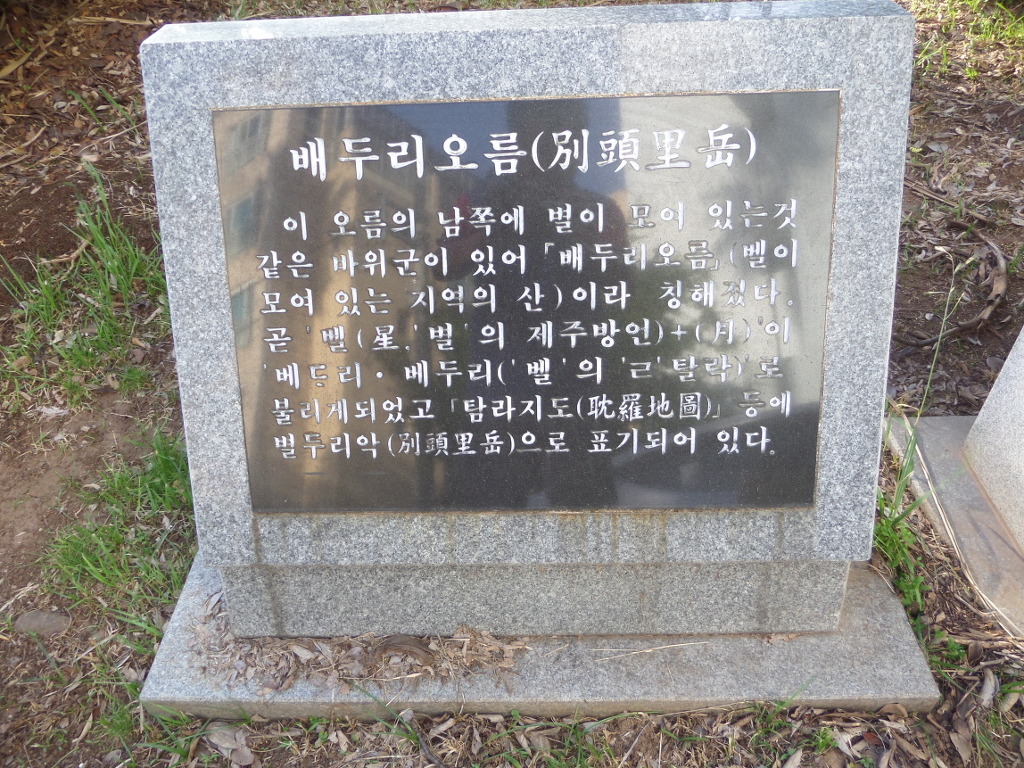 배두리오름(別頭里岳)
이 오름의 남쪽에 별이 모여 있는것
같은 바위군이 있어 「배두리오름」(벨이
모여 있는 지역의 산)이라 칭해졌다.
곧 '벨(星:'별'의 제주방언)+(月)'이
'베드리·베두리('벨'의 'ㄹ'탈락)'로
불리게되었고 「탐라지도(耽羅地圖)」등에
별두리악(別頭里岳)으로 표기되어 있다.